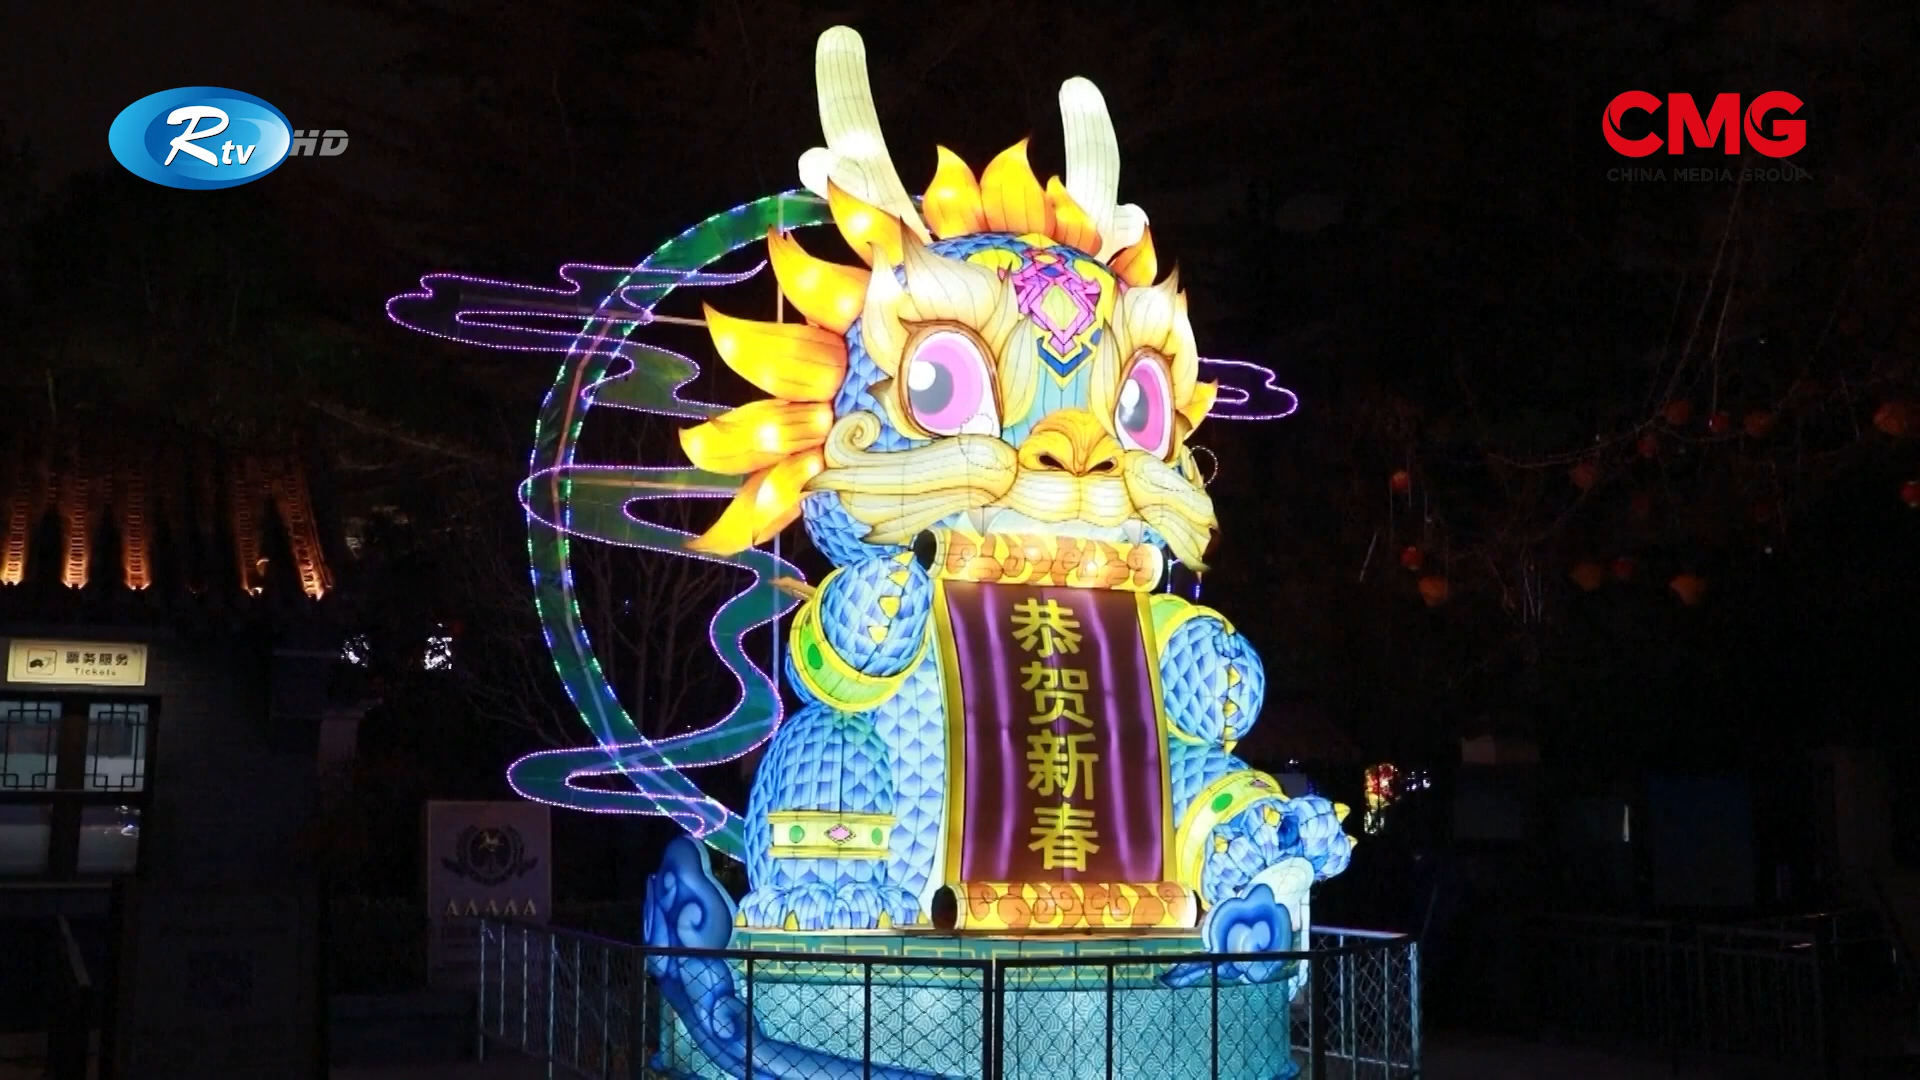 Rtv HD
CMG
CHINA MEDIA GROUP
恭贺新春
票务服务
Tickets
AAAAA